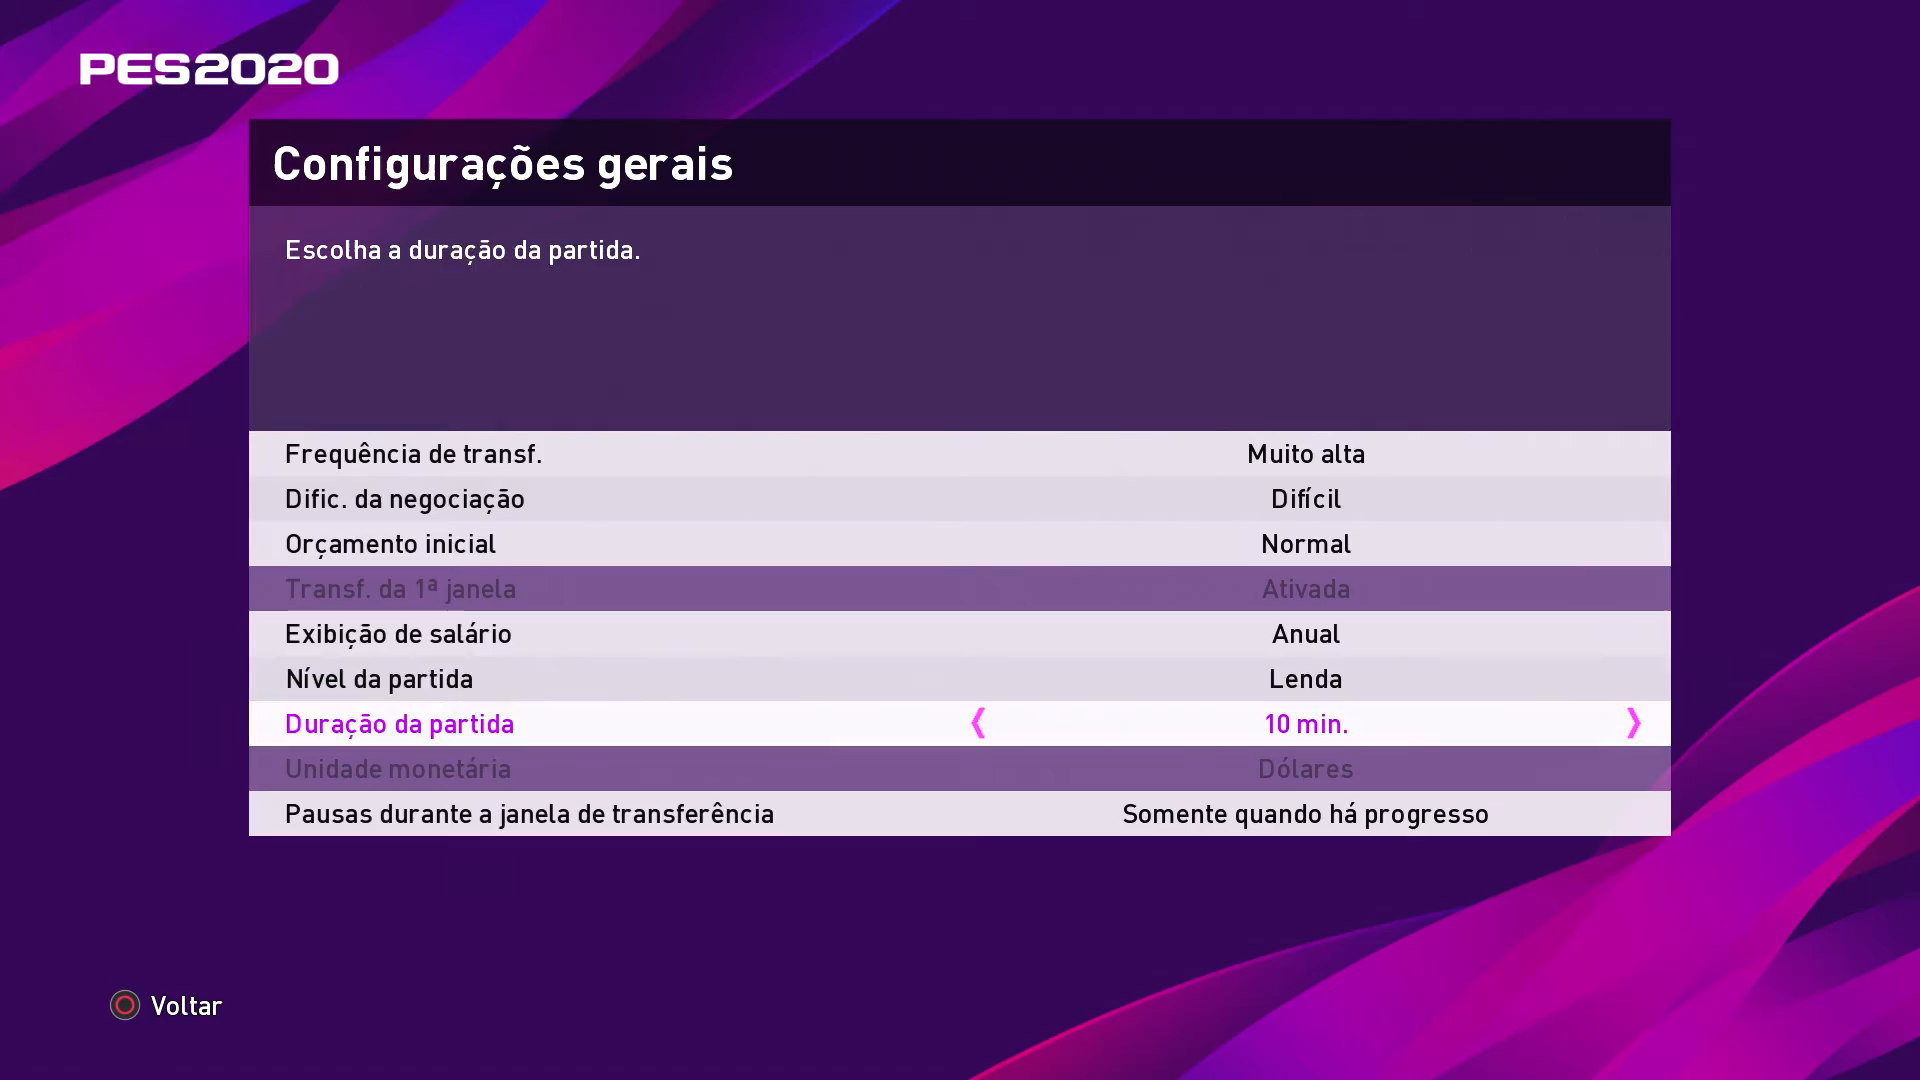 PES2020
Configurações gerais
Escolha a duração da partida.
Frequência de transf. Muito alta
Dific. da negociação Difícil
Orçamento inicial Normal
Transf. da 1ª janela Ativada
Exibição de salário Anual
Nível da partida Lenda
Duração da partida 10 min.
Unidade monetária Dólares
Pausas durante a janela de transferência Somente quando há progresso
Voltar